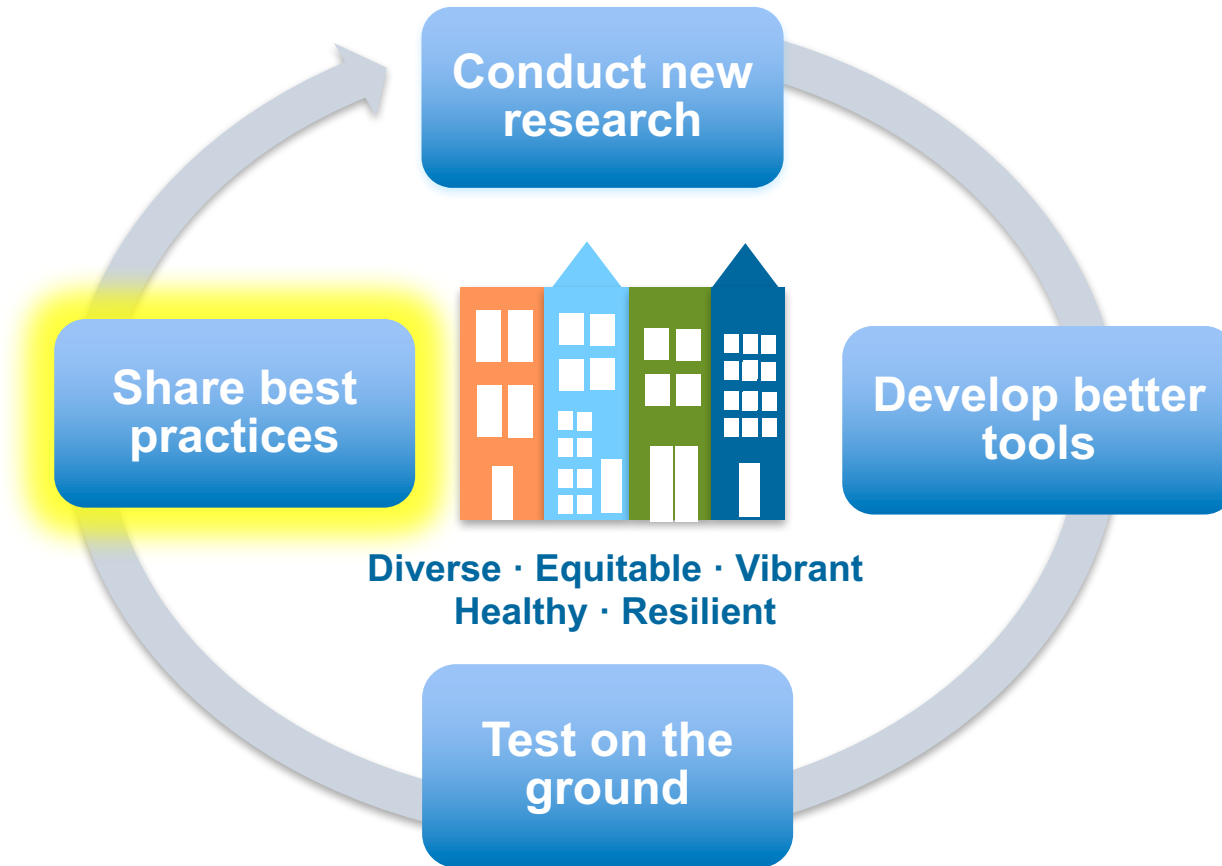 Conduct new
research
Share best
practices
Develop better
tools
Diverse · Equitable · Vibrant
Healthy · Resilient
Test on the
ground